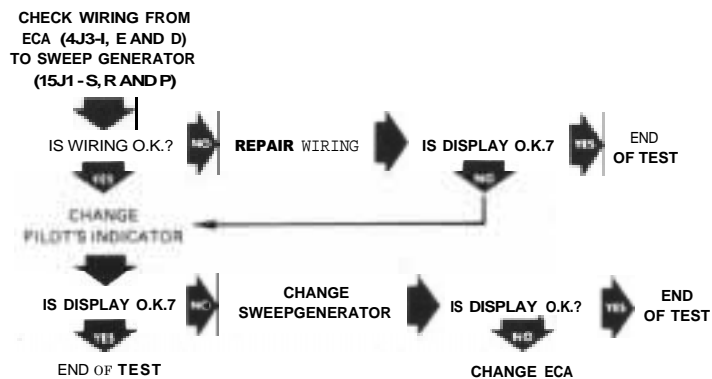 CHECK WIRING FROM
ECA (4J3-I, E AND D)
TO SWEEP GENERATOR
(15J1 - S, R AND P)
IS WIRING O.K.?
NO
REPAIR WIRING
IS DISPLAY O.K.7
YES
END
OF TEST
YES
NO
CHANGE
PILOT'S INDICATOR
IS DISPLAY O.K.7
NO
CHANGE
SWEEPGENERATOR
IS DISPLAY O.K.?
YES
END
OF TEST
YES
NO
END OF TEST
CHANGE ECA